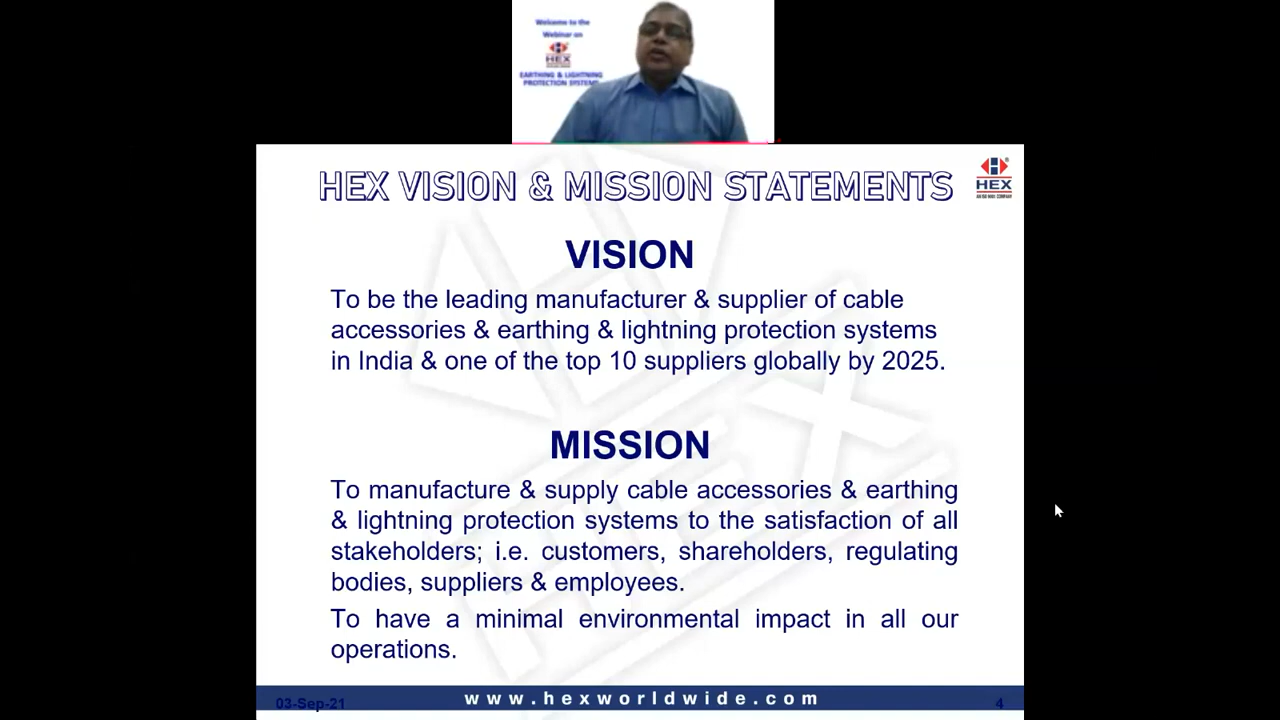 Welcome to the
Webinar on
HEX
EARTHING & LIGHTNING
PROTECTION SYSTEMS
HEX VISION & MISSION STATEMENTS
HEX
VISION
To be the leading manufacturer & supplier of cable
accessories & earthing & lightning protection systems
in India & one of the top 10 suppliers globally by 2025.
MISSION
To manufacture & supply cable accessories & earthing
& lightning protection systems to the satisfaction of all
stakeholders; i.e. customers, shareholders, regulating
bodies, suppliers & employees.
To have a minimal environmental impact in all our
operations.
03-Sep-21
www.hexworldwide.com
4